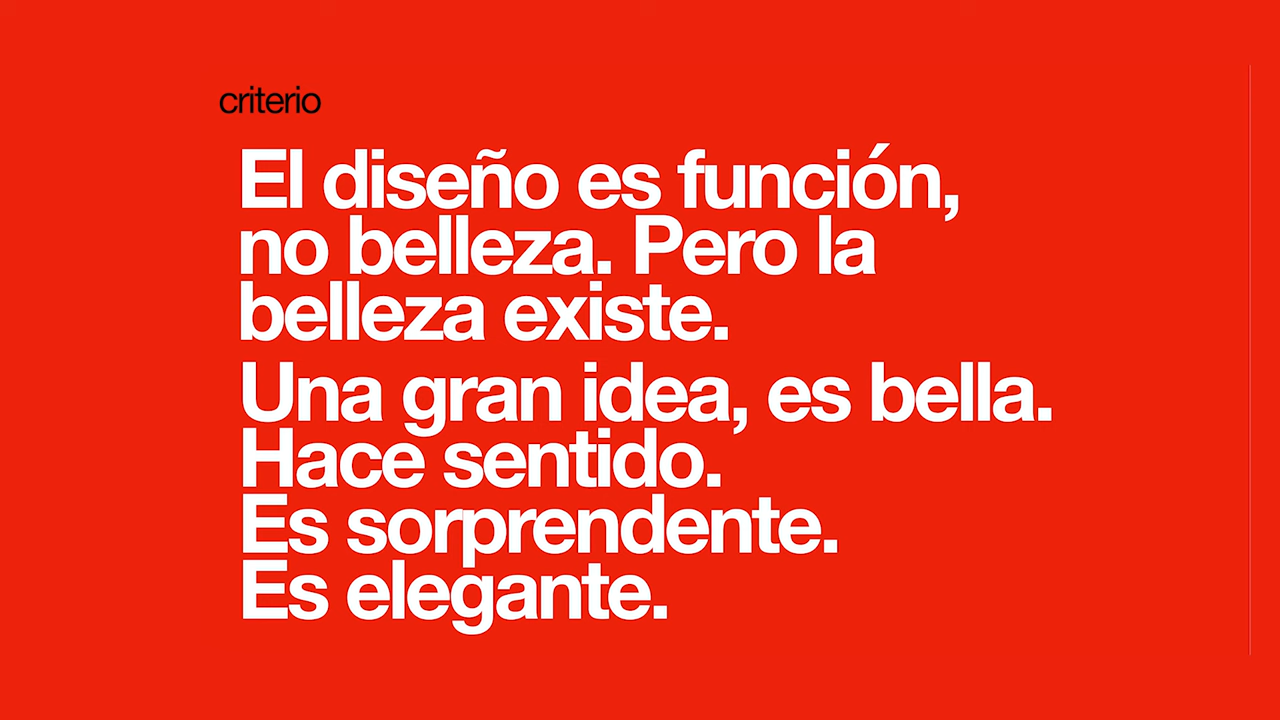 criterio
El diseño es función,
no belleza. Pero la
belleza existe.
Una gran idea, es bella.
Hace sentido.
Es sorprendente.
Es elegante.